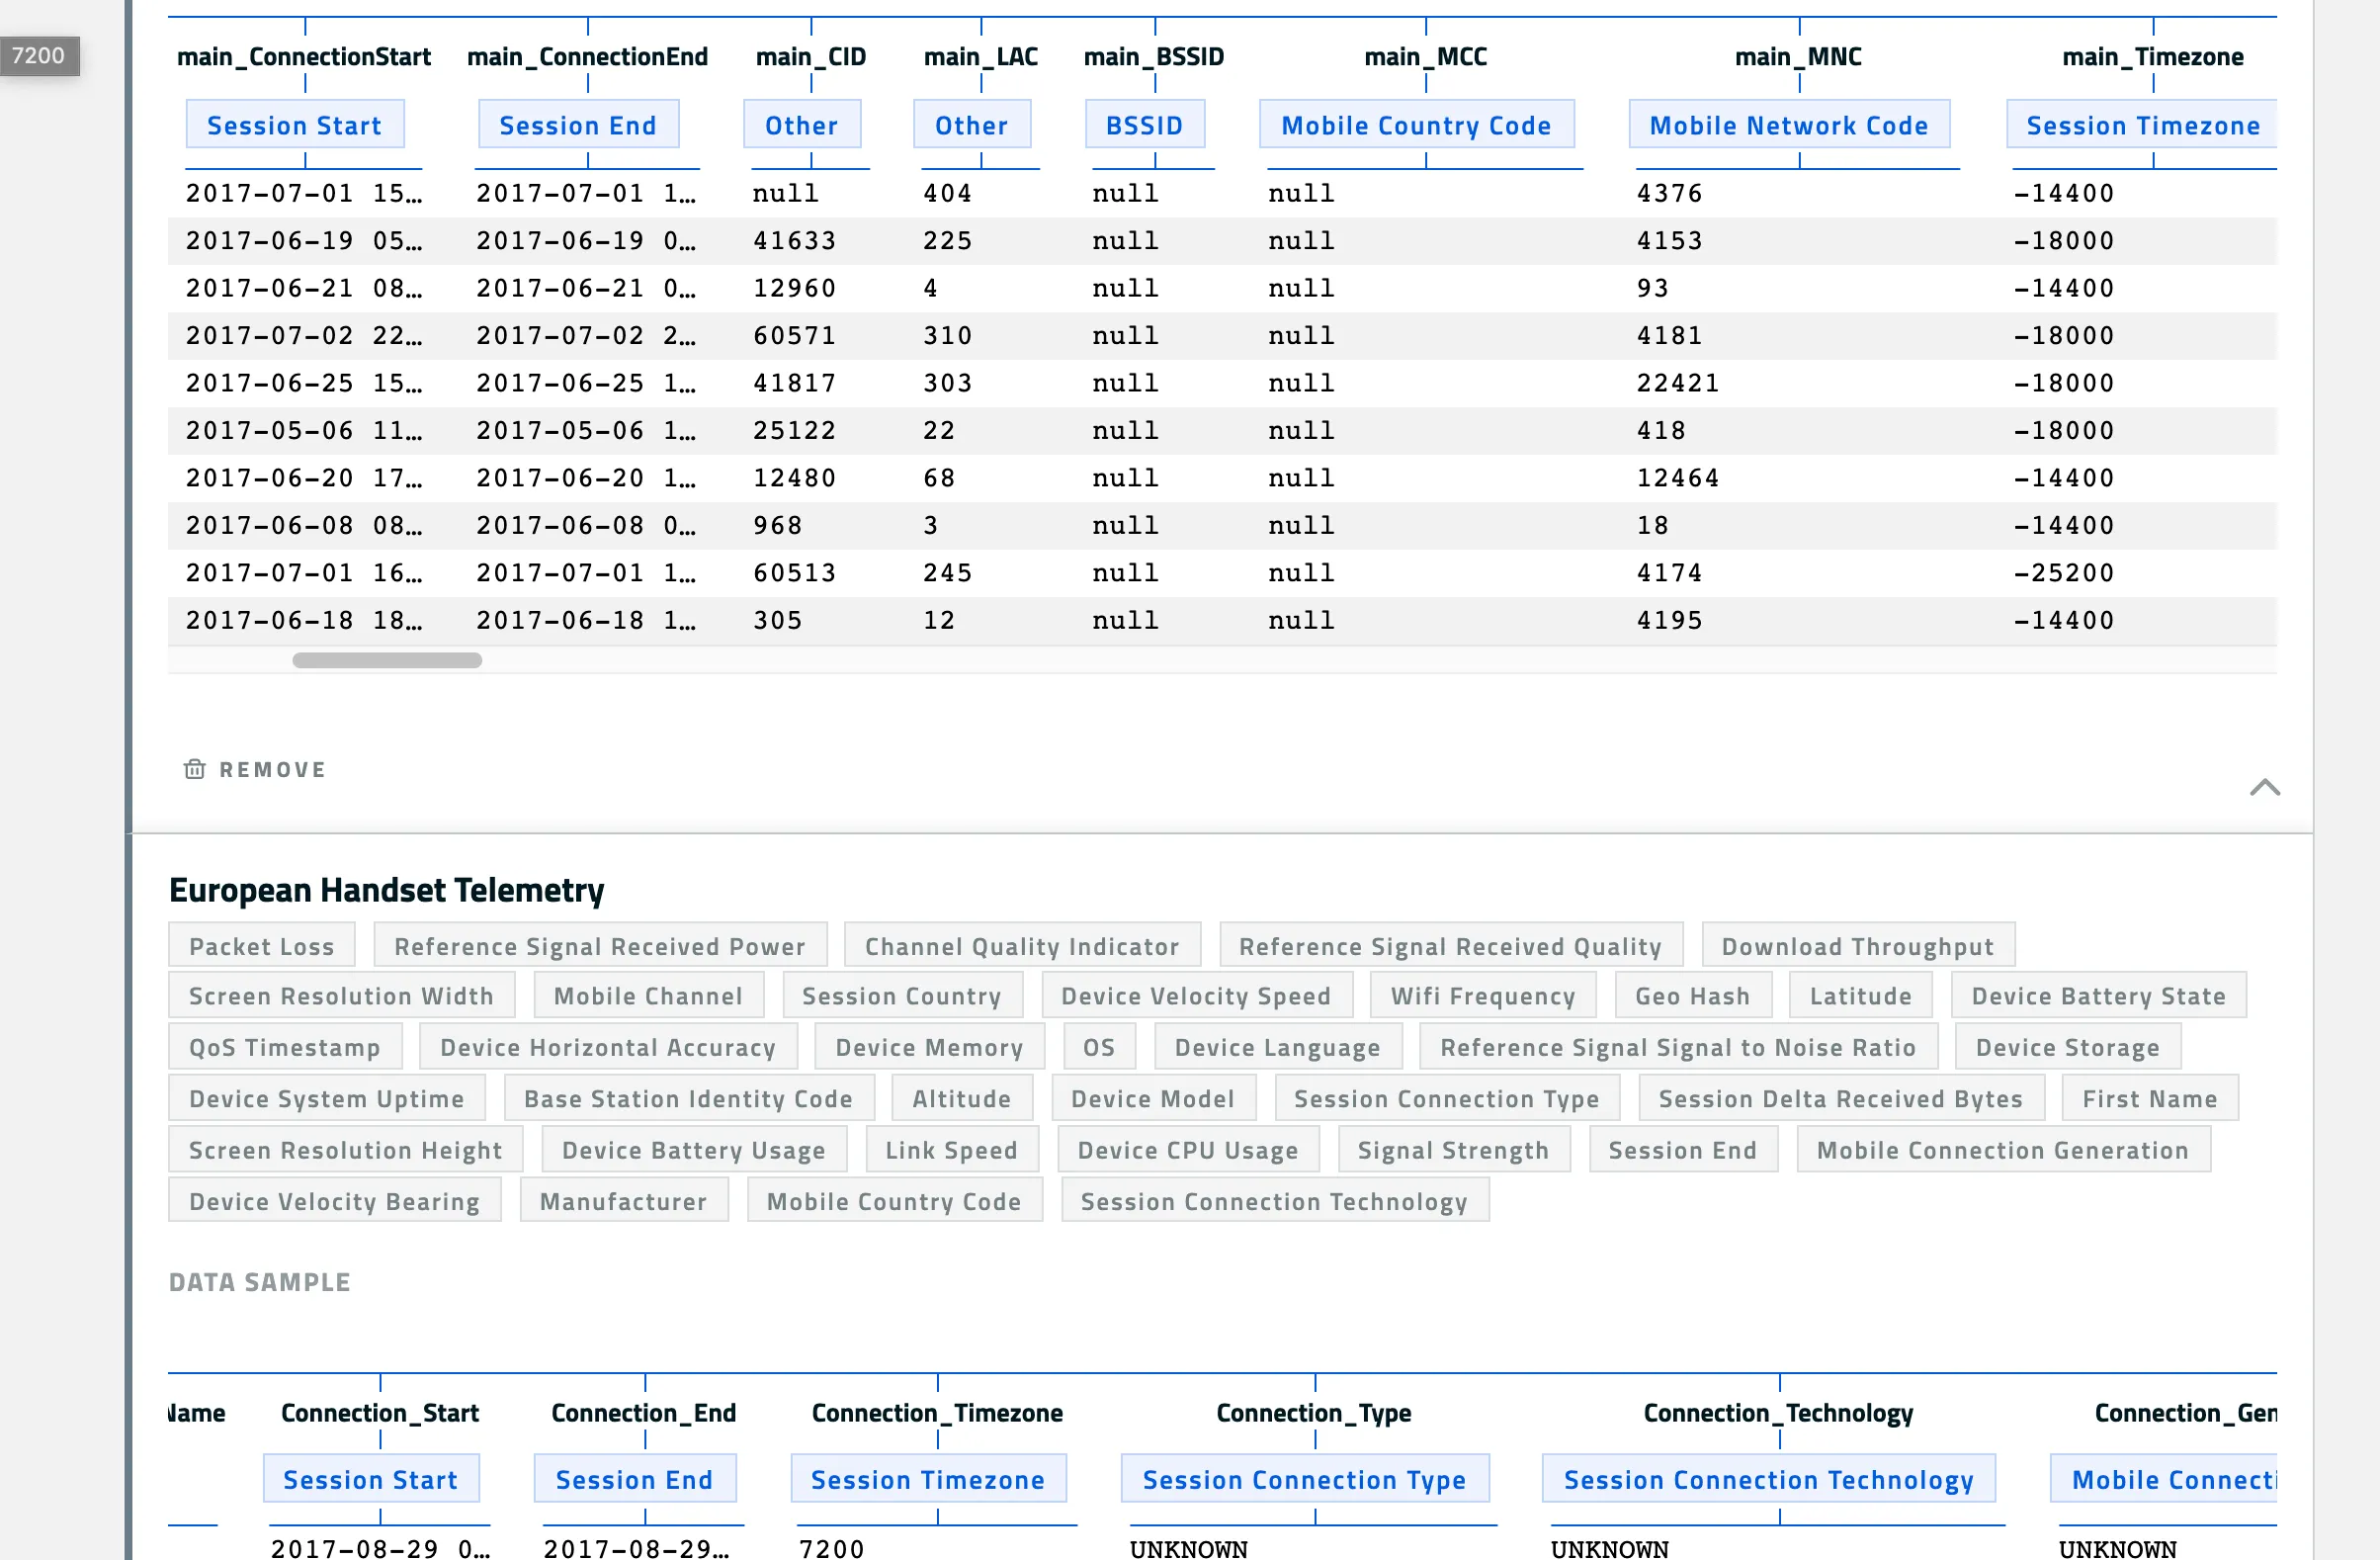 7200
main_ConnectionStart main_ConnectionEnd main_CID main_LAC main_BSSID main_MCC main_MNC main_Timezone
Session Start Session End Other Other BSSID Mobile Country Code Mobile Network Code Session Timezone
2017-07-01 15… 2017-07-01 1… null 404 null null 4376 -14400
2017-06-19 05… 2017-06-19 0… 41633 225 null null 4153 -18000
2017-06-21 08… 2017-06-21 0… 12960 4 null null 93 -14400
2017-07-02 22… 2017-07-02 2… 60571 310 null null 4181 -18000
2017-06-25 15… 2017-06-25 1… 41817 303 null null 22421 -18000
2017-05-06 11… 2017-05-06 1… 25122 22 null null 418 -18000
2017-06-20 17… 2017-06-20 1… 12480 68 null null 12464 -14400
2017-06-08 08… 2017-06-08 0… 968 3 null null 18 -14400
2017-07-01 16… 2017-07-01 1… 60513 245 null null 4174 -25200
2017-06-18 18… 2017-06-18 1… 305 12 null null 4195 -14400
REMOVE
European Handset Telemetry
Packet Loss Reference Signal Received Power Channel Quality Indicator Reference Signal Received Quality Download Throughput
Screen Resolution Width Mobile Channel Session Country Device Velocity Speed Wifi Frequency Geo Hash Latitude Device Battery State
QoS Timestamp Device Horizontal Accuracy Device Memory OS Device Language Reference Signal Signal to Noise Ratio Device Storage
Device System Uptime Base Station Identity Code Altitude Device Model Session Connection Type Session Delta Received Bytes First Name
Screen Resolution Height Device Battery Usage Link Speed Device CPU Usage Signal Strength Session End Mobile Connection Generation
Device Velocity Bearing Manufacturer Mobile Country Code Session Connection Technology
DATA SAMPLE
Name Connection_Start Connection_End Connection_Timezone Connection_Type Connection_Technology Connection_Gen
Session Start Session End Session Timezone Session Connection Type Session Connection Technology Mobile Connecti
2017-08-29 0… 2017-08-29… 7200 UNKNOWN UNKNOWN UNKNOWN